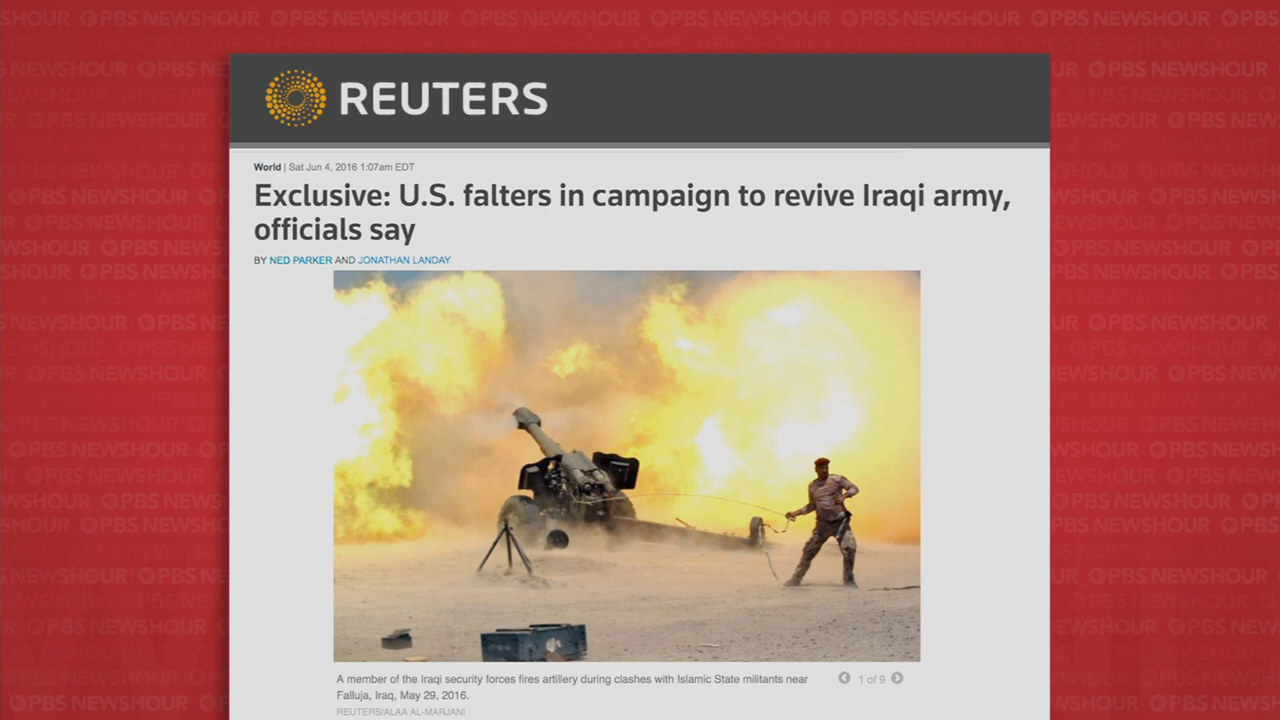 REUTERS
World | Sat Jun 4, 2016 1:07am EDT
Exclusive: U.S. falters in campaign to revive Iraqi army,
officials say
BY NED PARKER AND JONATHAN LANDAY
A member of the Iraqi security forces fires artillery during clashes with Islamic State militants near
Falluja, Iraq, May 29, 2016.
1 of 9
REUTERS/ALAA AL-MARJANI
PBS NEWSHOUR